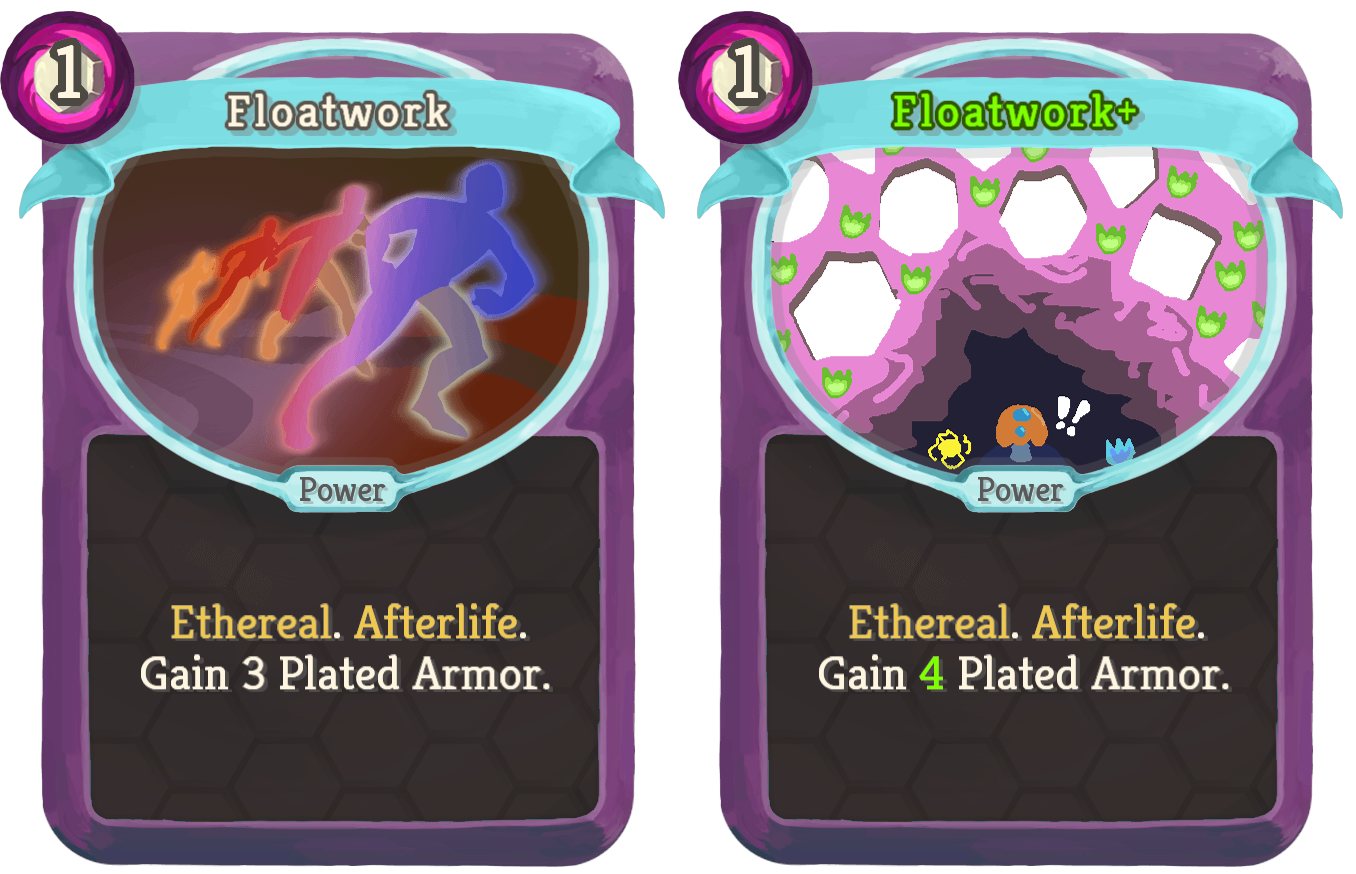 1
Floatwork
Power
Ethereal. Afterlife.
Gain 3 Plated Armor.
1
Floatwork+
!!
Power
Ethereal. Afterlife.
Gain 4 Plated Armor.